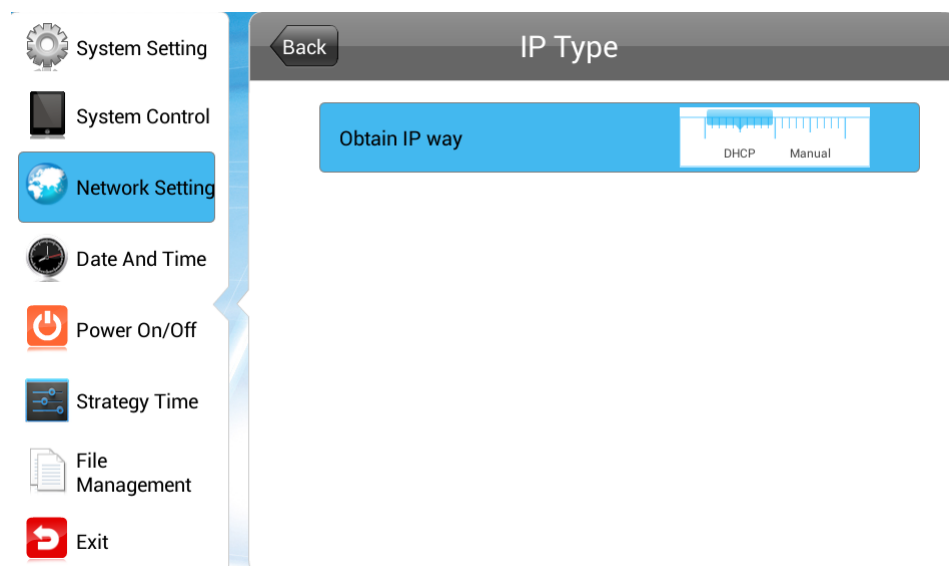 System Setting
System Control
Network Setting
Date And Time
Power On/Off
Strategy Time
File
Management
Exit
Back
IP Type
Obtain IP way
DHCP
Manual